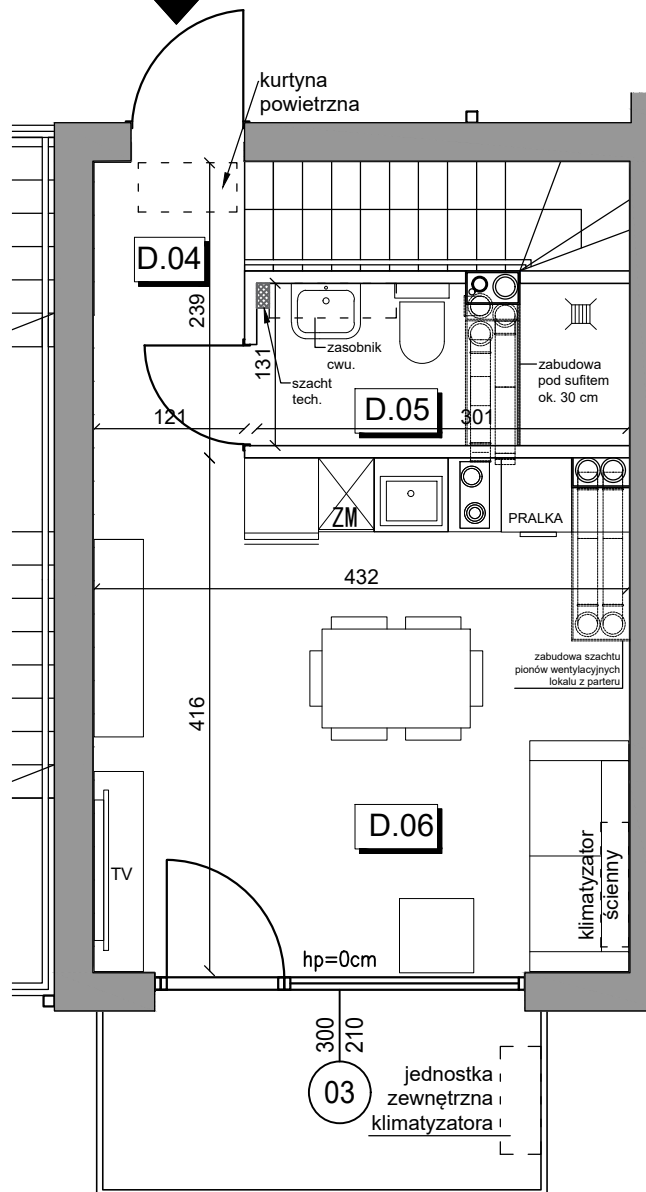 kurtyna
powietrzna
D.04
239
131
zasobnik
cwu.
szacht
tech.
zabudowa
pod sufitem
ok. 30 cm
D.05
121
301
ZM
PRALKA
432
zabudowa szachtu
pionów wentylacyjnych
lokalu z parteru
416
D.06
TV
klimatyzator
ścienny
hp=0cm
300
210
03
jednostka
zewnętrzna
klimatyzatora